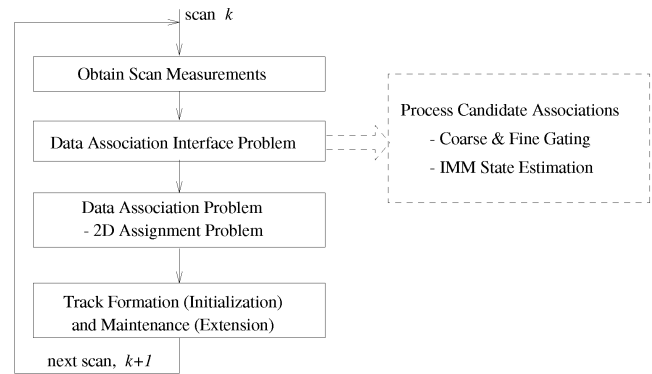 scan k
Obtain Scan Measurements
Data Association Interface Problem
Process Candidate Associations
- Coarse & Fine Gating
- IMM State Estimation
Data Association Problem
- 2D Assignment Problem
Track Formation (Initialization)
and Maintenance (Extension)
next scan, k+1